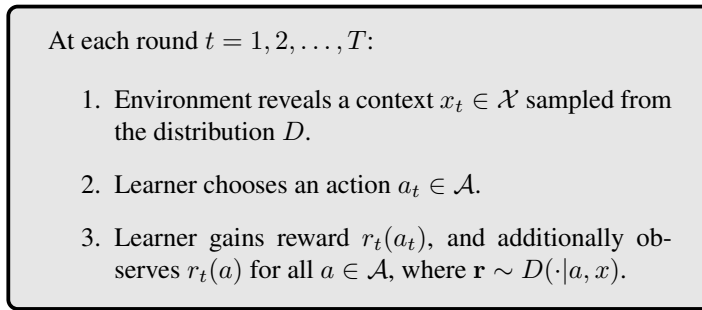 At each round t = 1, 2, . . . , T:
1. Environment reveals a context x_t ∈ 𝒳 sampled from
the distribution D.
2. Learner chooses an action a_t ∈ 𝒜.
3. Learner gains reward r_t(a_t), and additionally ob-
serves r_t(a) for all a ∈ 𝒜, where 𝐫 ∼ D(·|a, x).